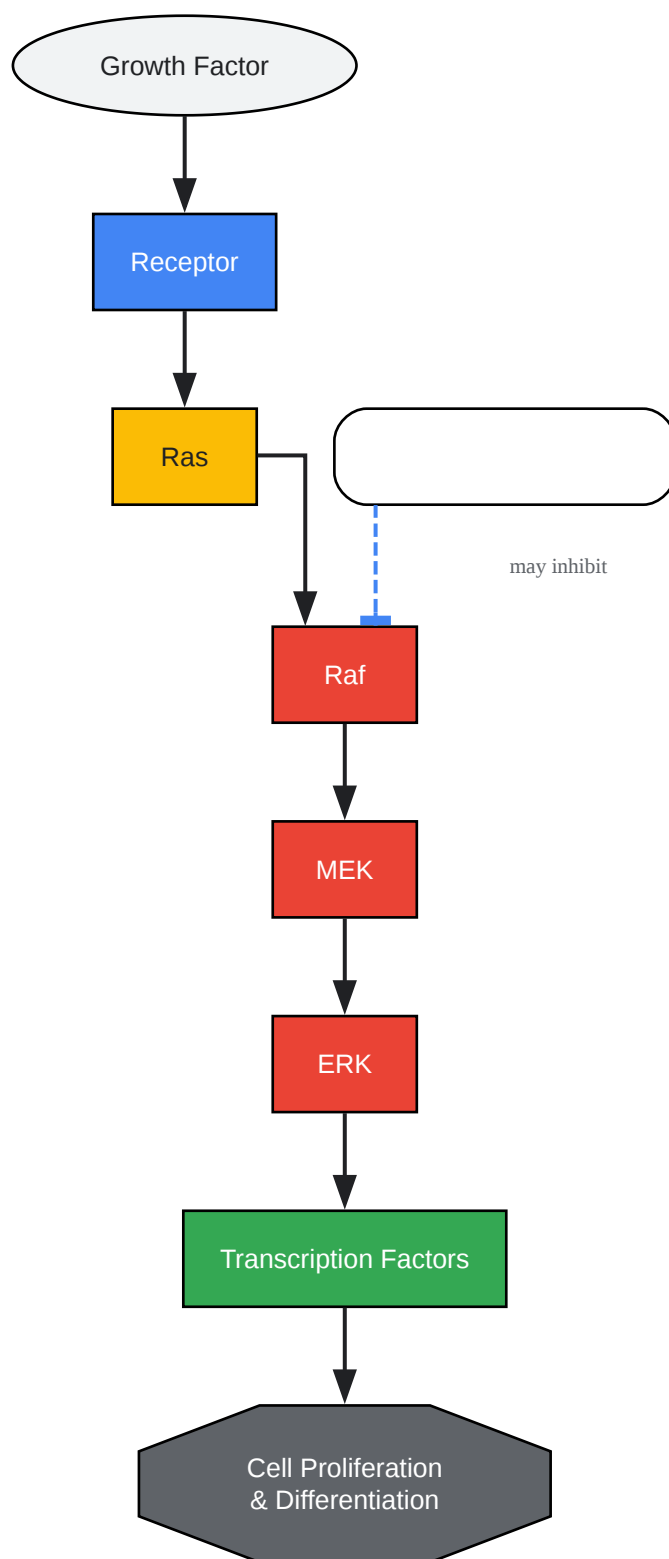 Growth Factor
Receptor
Ras
may inhibit
Raf
MEK
ERK
Transcription Factors
Cell Proliferation
& Differentiation